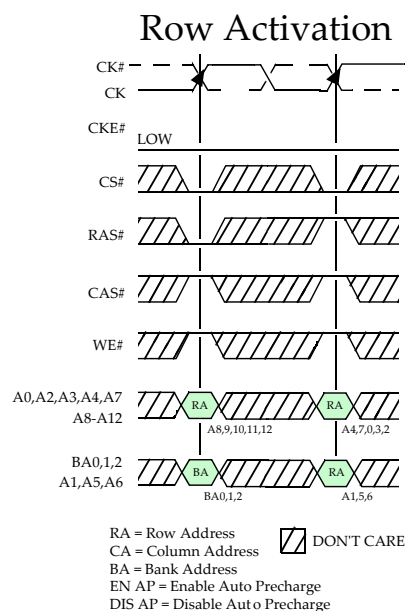 Row Activation
CK#
CK
CKE#
LOW
CS#
RAS#
CAS#
WE#
A0,A2,A3,A4,A7
A8-A12
RA
RA
A8,9,10,11,12
A4,7,0,3,2
BA0,1,2
A1,A5,A6
BA
RA
BA0,1,2
A1,5,6
RA = Row Address
CA = Column Address
BA = Bank Address
EN AP = Enable Auto Precharge
DIS AP = Disable Auto Precharge
DON'T CARE